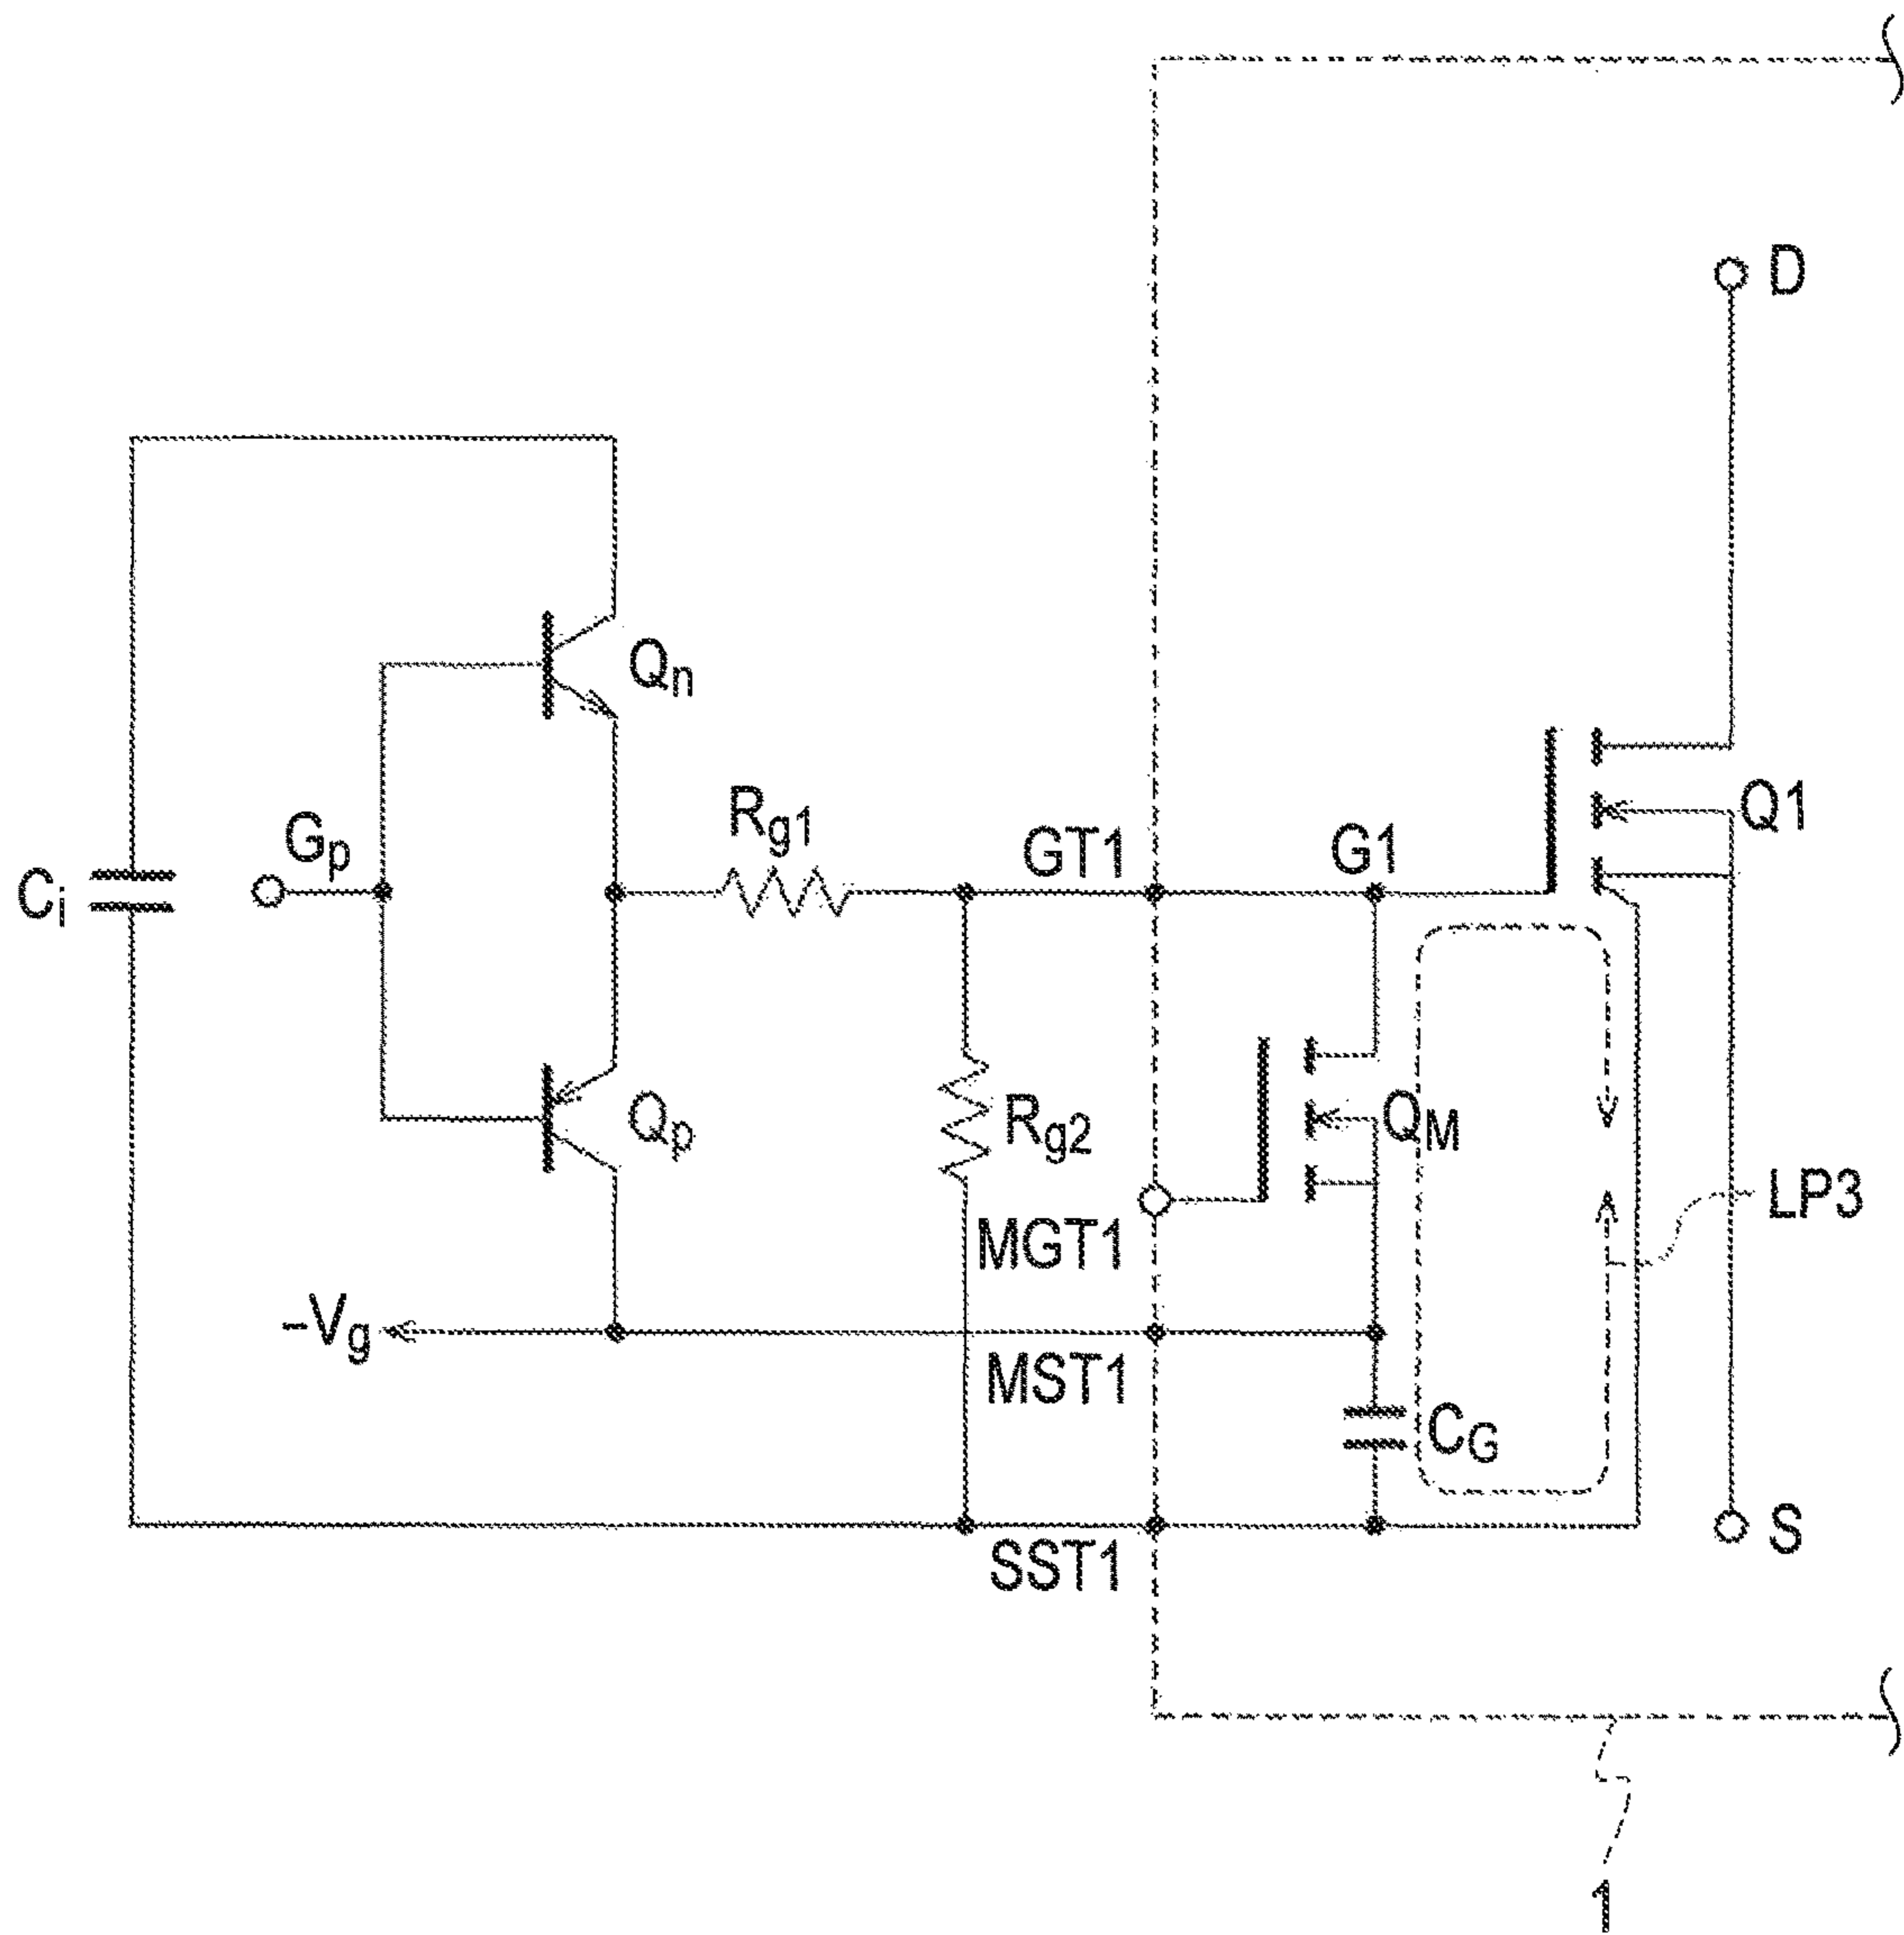 D
Qn
Q1
Rg1
Gp
GT1
G1
Ci
Qp
Rg2
QM
LP3
MGT1
-Vg
MST1
CG
SST1
S
1